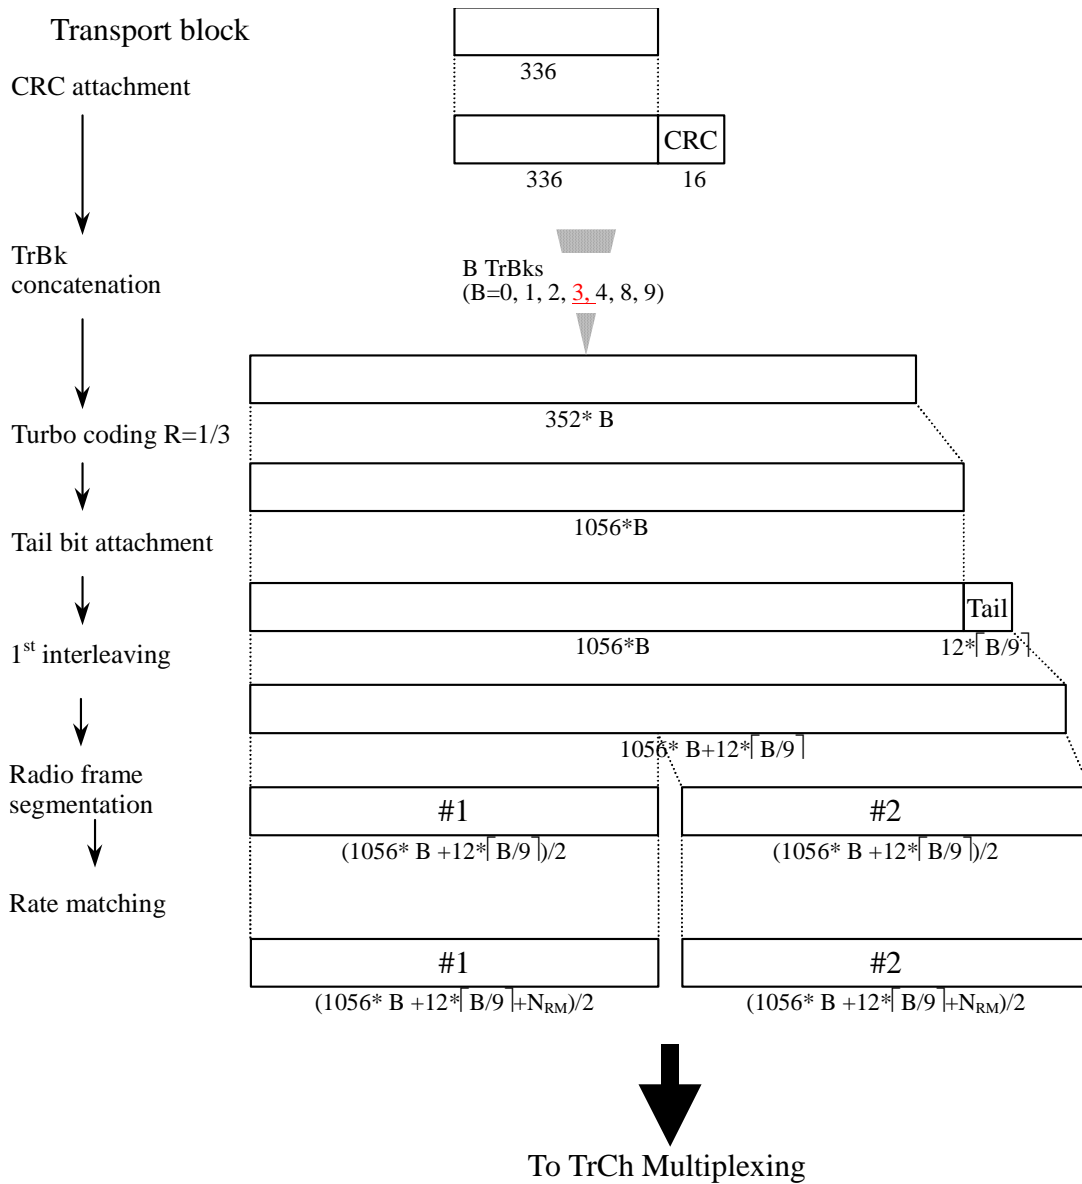 Transport block
336
CRC attachment
CRC
336
16
TrBk
concatenation
B TrBks
(B=0, 1, 2, 3, 4, 8, 9)
352* B
Turbo coding R=1/3
1056*B
Tail bit attachment
Tail
1056*B
12*⌈B/9⌉
1st interleaving
1056* B+12*⌈B/9⌉
Radio frame
segmentation
#1
#2
(1056* B +12*⌈B/9⌉)/2
(1056* B +12*⌈B/9⌉)/2
Rate matching
#1
#2
(1056* B +12*⌈B/9⌉+NRM)/2
(1056* B +12*⌈B/9⌉+NRM)/2
To TrCh Multiplexing